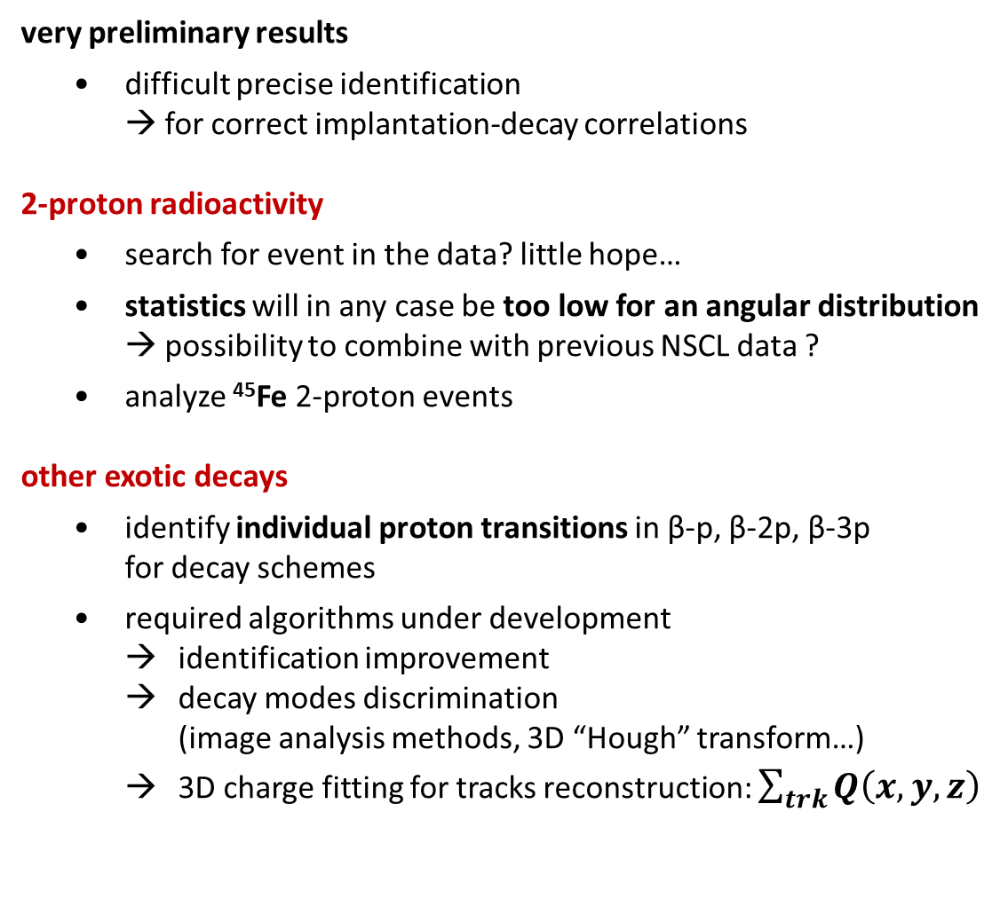 very preliminary results
• difficult precise identification
→ for correct implantation-decay correlations
2-proton radioactivity
• search for event in the data? little hope…
• statistics will in any case be too low for an angular distribution
→ possibility to combine with previous NSCL data ?
• analyze ⁴⁵Fe 2-proton events
other exotic decays
• identify individual proton transitions in β-p, β-2p, β-3p
for decay schemes
• required algorithms under development
→ identification improvement
→ decay modes discrimination
(image analysis methods, 3D “Hough” transform…)
→ 3D charge fitting for tracks reconstruction: ∑_trk Q(x, y, z)